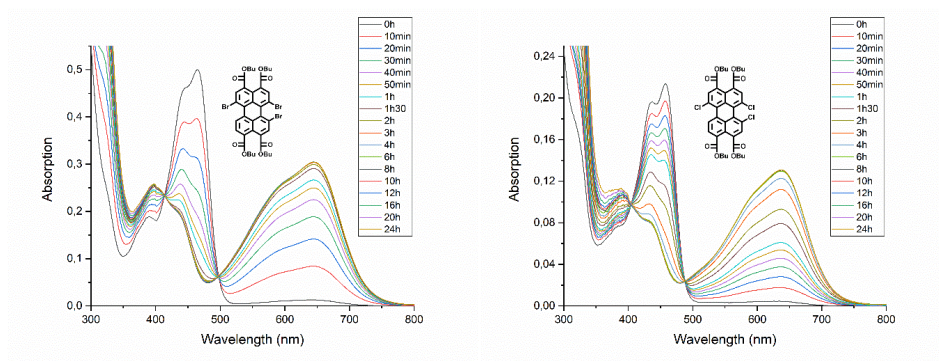 0h
10min
20min
30min
40min
50min
1h
1h30
2h
3h
4h
6h
8h
10h
12h
16h
20h
24h
0,5
0,4
0,3
0,2
0,1
0,0
Absorption
300 400 500 600 700 800
Wavelength (nm)
OBu OBu
O O
Br Br
Br
O O
OBu OBu
0h
10min
20min
30min
40min
50min
1h
1h30
2h
3h
4h
6h
8h
10h
12h
16h
20h
24h
0,24
0,20
0,16
0,12
0,08
0,04
0,00
Absorption
300 400 500 600 700 800
Wavelength (nm)
OBu OBu
O O
Cl Cl
Cl
O O
OBu OBu